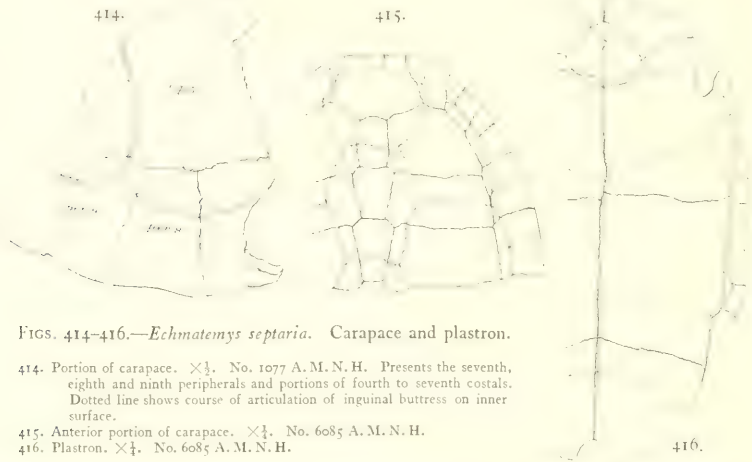 414.
415.
416.
FIGS. 414–416.—Echmatemys septaria. Carapace and plastron.
414. Portion of carapace. ×½. No. 1077 A. M. N. H. Presents the seventh,
eighth and ninth peripherals and portions of fourth to seventh costals.
Dotted line shows course of articulation of inguinal buttress on inner
surface.
415. Anterior portion of carapace. ×¼. No. 6085 A. M. N. H.
416. Plastron. ×¼. No. 6085 A. M. N. H.